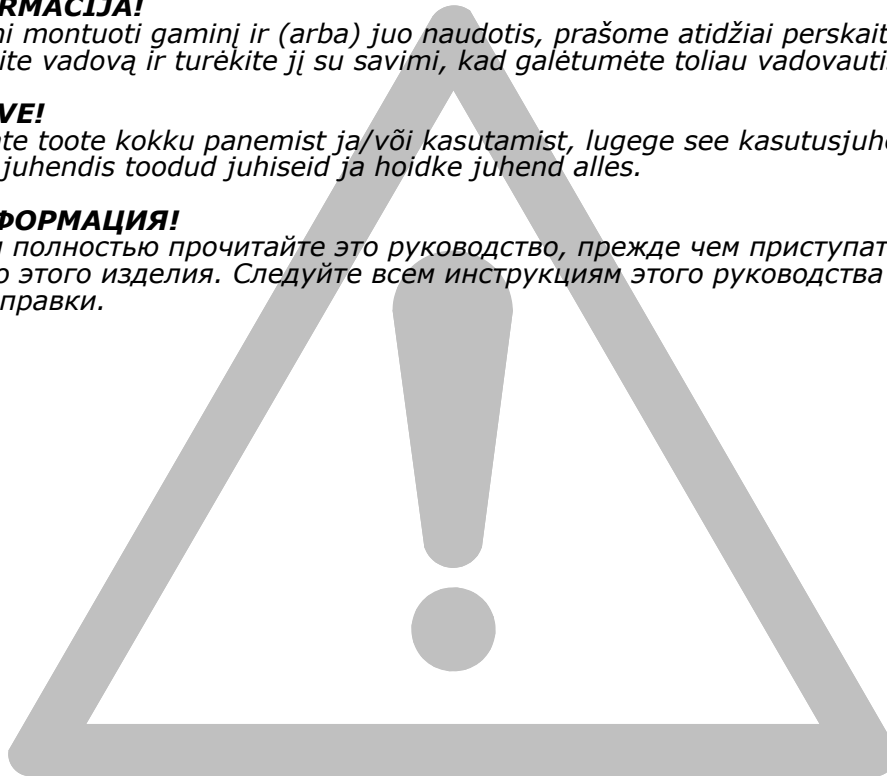 RMACIJA!
ni montuoti gaminį ir (arba) juo naudotis, prašome atidžiai perskait
ite vadovą ir turėkite jį su savimi, kad galėtumėte toliau vadovauti
VE!
te toote kokku panemist ja/või kasutamist, lugege see kasutusjuh
juhendis toodud juhiseid ja hoidke juhend alles.
ФОРМАЦИЯ!
полностью прочитайте это руководство, прежде чем приступат
о этого изделия. Следуйте всем инструкциям этого руководства
правки.